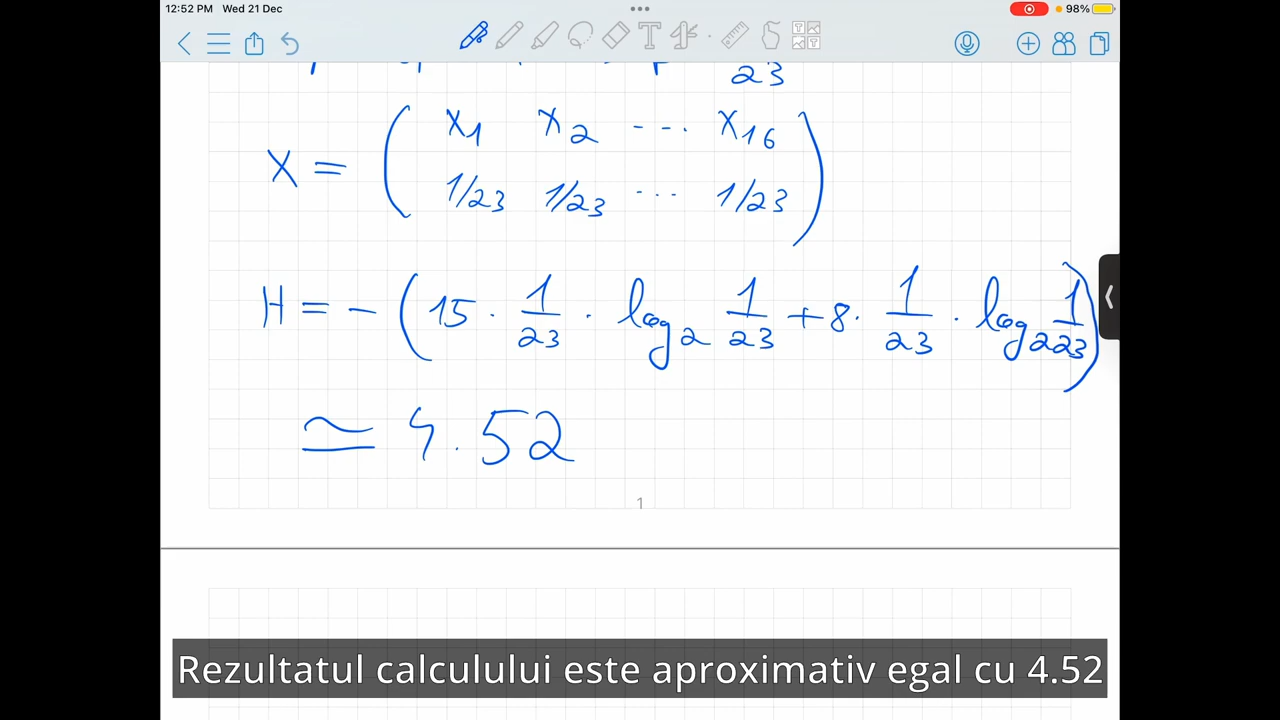 12:52 PM Wed 21 Dec
98%
23
X = ( x1 x2 --- x16
1/23 1/23 --- 1/23 )
H = - ( 15 · 1/23 · log2 1/23 + 8 · 1/23 · log2 1/23 )
≃ 4.52
1
Rezultatul calculului este aproximativ egal cu 4.52